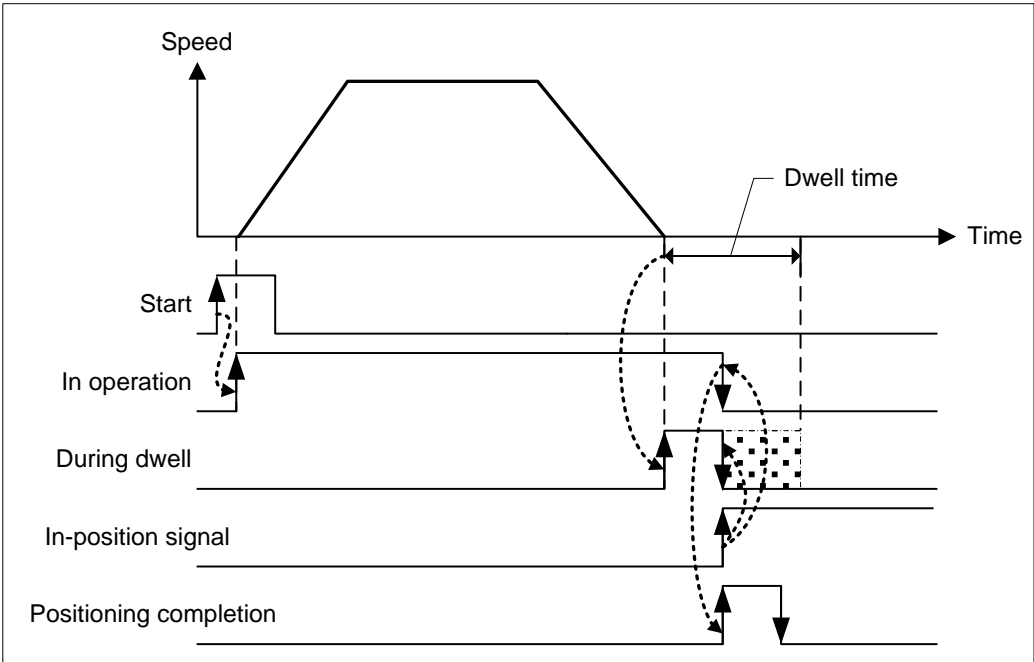 Speed
Dwell time
Time
Start
In operation
During dwell
In-position signal
Positioning completion